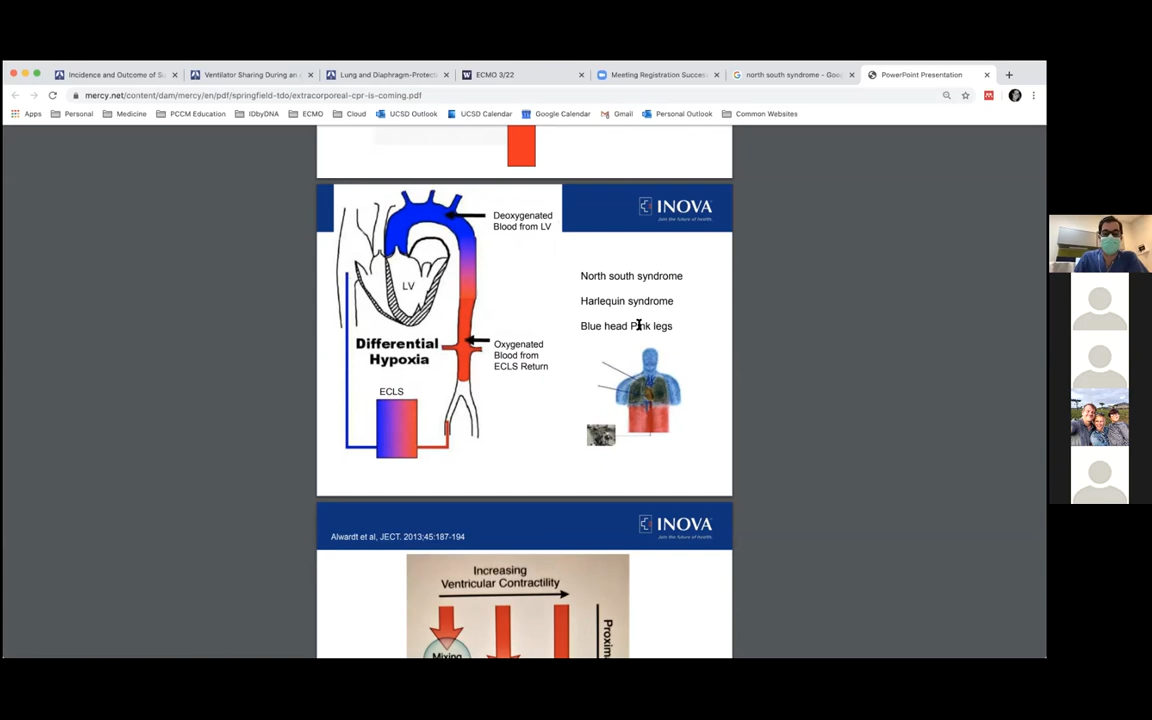 Incidence and Outcome of Su
Ventilator Sharing During an
Lung and Diaphragm-Protecti
ECMO 3/22
Meeting Registration Success
north south syndrome - Goo
PowerPoint Presentation
mercy.net/content/dam/mercy/en/pdf/springfield-tdo/extracorporeal-cpr-is-coming.pdf
Apps
Personal
Medicine
PCCM Education
IDbyDNA
ECMO
Cloud
UCSD Outlook
UCSD Calendar
Google Calendar
Gmail
Personal Outlook
Common Websites
Deoxygenated
Blood from LV
INOVA
Join the future of health.
LV
North south syndrome
Harlequin syndrome
Blue head Pink legs
Differential
Hypoxia
Oxygenated
Blood from
ECLS Return
ECLS
Alwardt et al, JECT. 2013;45:187-194
INOVA
Join the future of health.
Increasing
Ventricular Contractility
Mixing
Proxim